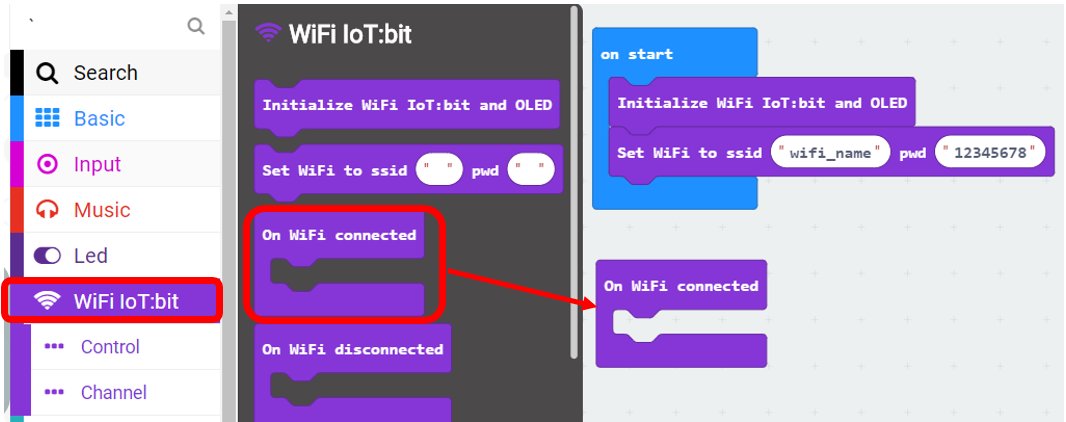 `
Search
Basic
Input
Music
Led
WiFi IoT:bit
Control
Channel
WiFi IoT:bit
Initialize WiFi IoT:bit and OLED
Set WiFi to ssid " " pwd " "
On WiFi connected
On WiFi disconnected
on start
Initialize WiFi IoT:bit and OLED
Set WiFi to ssid "wifi_name" pwd "12345678"
On WiFi connected